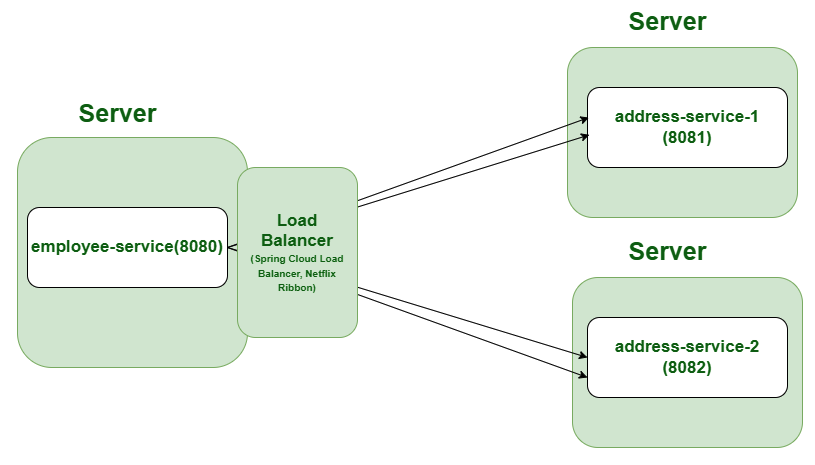 Server
employee-service(8080)
Load
Balancer
(Spring Cloud Load
Balancer, Netflix
Ribbon)
Server
address-service-1
(8081)
Server
address-service-2
(8082)